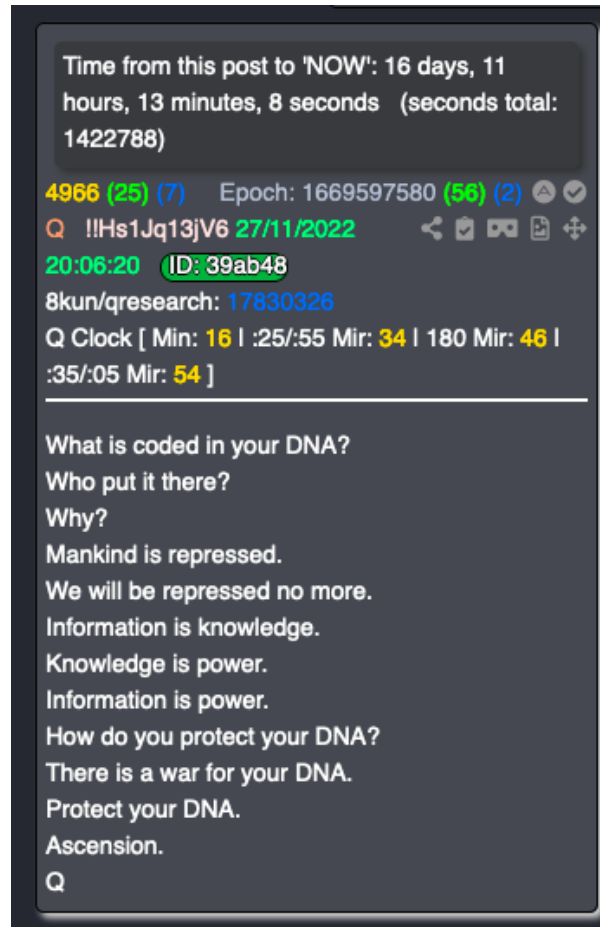 Time from this post to 'NOW': 16 days, 11
hours, 13 minutes, 8 seconds (seconds total:
1422788)
4966 (25) (7) Epoch: 1669597580 (56) (2)
Q !!Hs1Jq13jV6 27/11/2022
20:06:20 ID: 39ab48
8kun/qresearch: 17830326
Q Clock [ Min: 16 | :25/:55 Mir: 34 | 180 Mir: 46 |
:35/:05 Mir: 54 ]
What is coded in your DNA?
Who put it there?
Why?
Mankind is repressed.
We will be repressed no more.
Information is knowledge.
Knowledge is power.
Information is power.
How do you protect your DNA?
There is a war for your DNA.
Protect your DNA.
Ascension.
Q